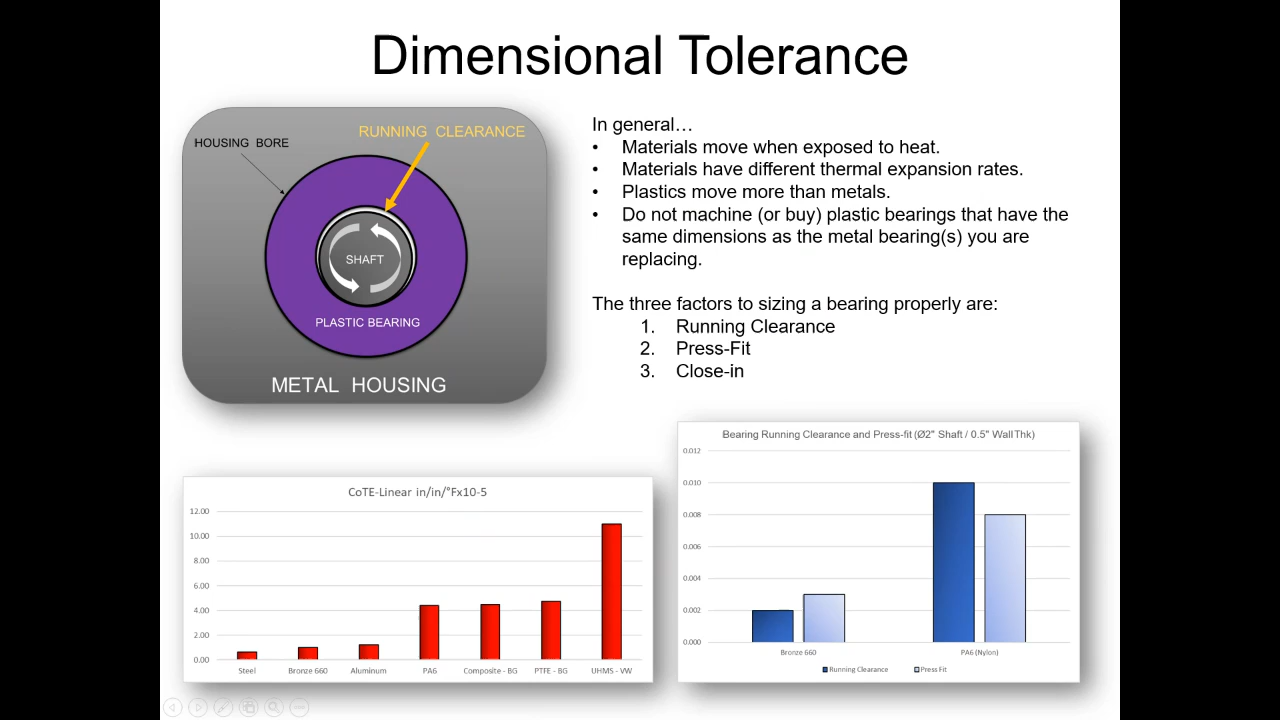 Dimensional Tolerance
HOUSING BORE
RUNNING CLEARANCE
SHAFT
PLASTIC BEARING
METAL HOUSING
In general…
• Materials move when exposed to heat.
• Materials have different thermal expansion rates.
• Plastics move more than metals.
• Do not machine (or buy) plastic bearings that have the
same dimensions as the metal bearing(s) you are
replacing.
The three factors to sizing a bearing properly are:
1. Running Clearance
2. Press-Fit
3. Close-in
CoTE-Linear in/in/°Fx10-5
12.00
10.00
8.00
6.00
4.00
2.00
0.00
Steel Bronze 660 Aluminum PA6 Composite - BG PTFE - BG UHMS - VW
Bearing Running Clearance and Press-fit (Ø2" Shaft / 0.5" Wall Thk)
0.012
0.010
0.008
0.006
0.004
0.002
0.000
Bronze 660 PA6 (Nylon)
Running Clearance Press Fit